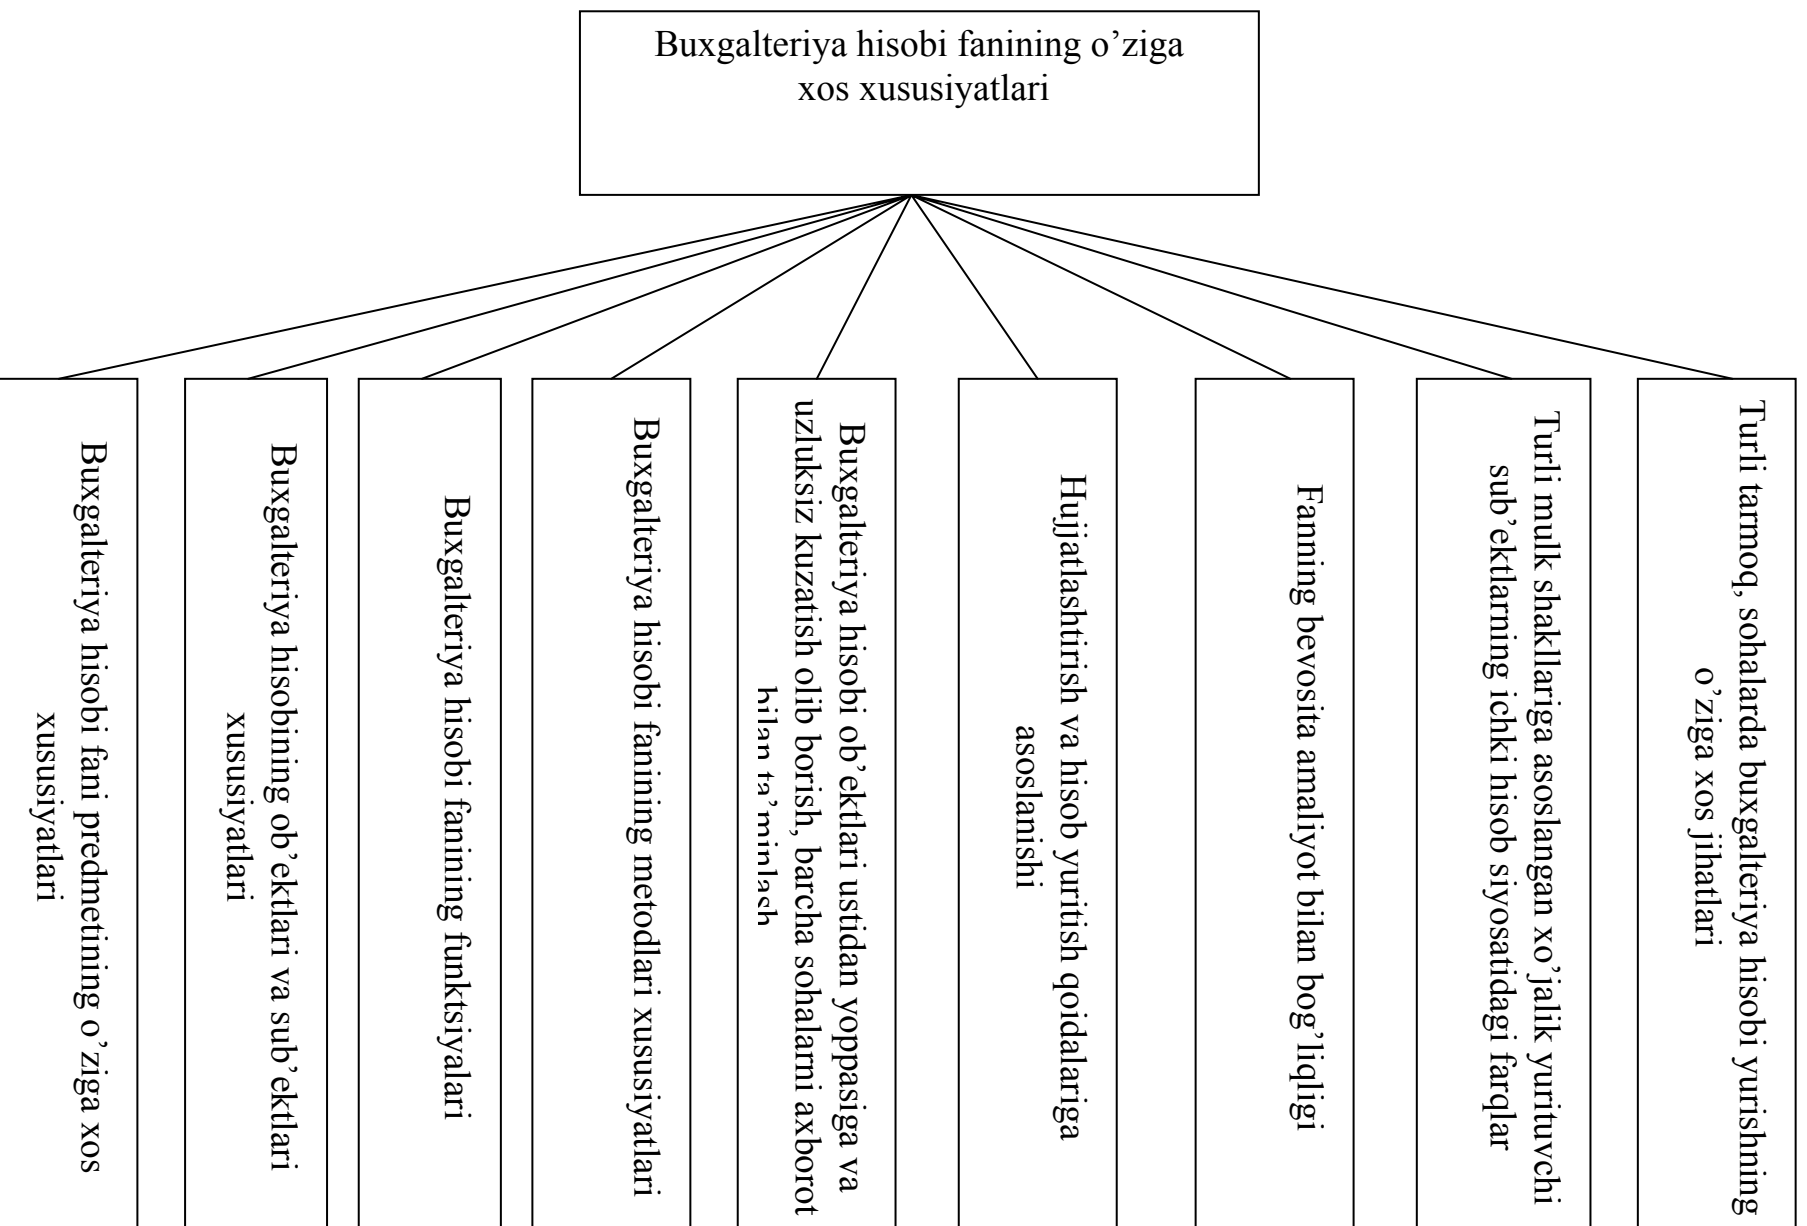 Buxgalteriya hisobi fanining o’ziga
xos xususiyatlari
Buxgalteriya hisobi fani predmetining o’ziga xos
xususiyatlari
Buxgalteriya hisobining ob’ektlari va sub’ektlari
xususiyatlari
Buxgalteriya hisobi fanining funktsiyalari
Buxgalteriya hisobi fanining metodlari xususiyatlari
Buxgalteriya hisobi ob’ektlari ustidan yoppasiga va
uzluksiz kuzatish olib borish, barcha sohalarni axborot
bilan ta’minlash
Hujjatlashtirish va hisob yuritish qoidalariga
asoslanishi
Fanning bevosita amaliyot bilan bog’liqligi
Turli mulk shakllariga asoslangan xo’jalik yurituvchi
sub’ektlarning ichki hisob siyosatidagi farqlar
Turli tarmoq, sohalarda buxgalteriya hisobi yurishning
o’ziga xos jihatlari